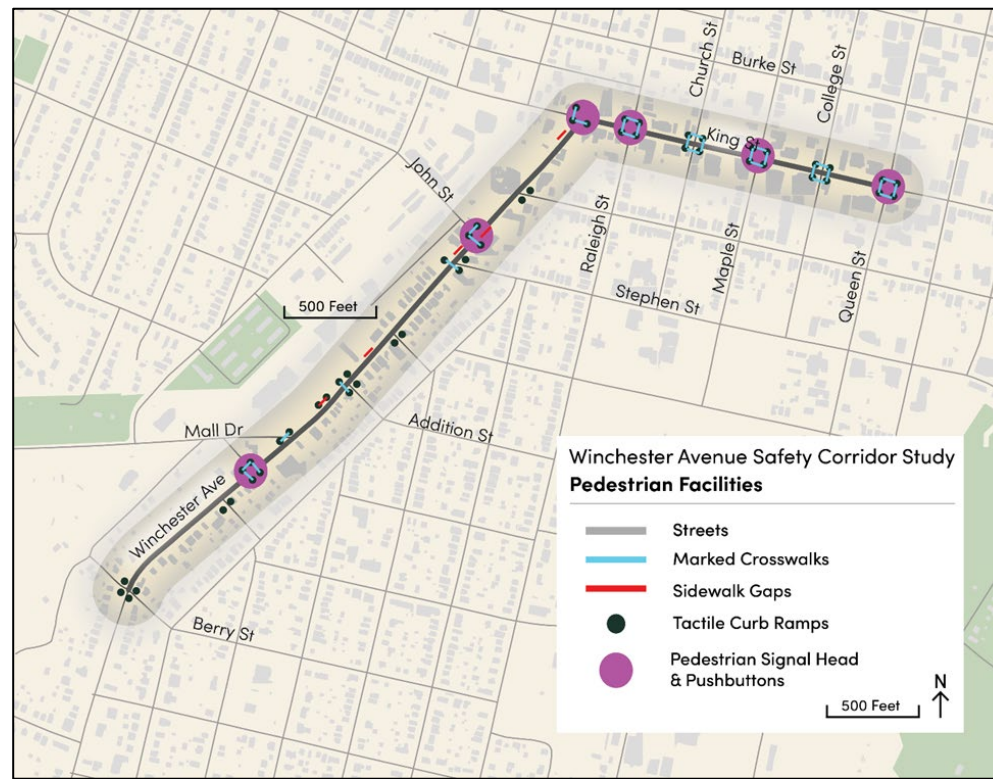 Church St
Burke St
College St
King St
John St
Raleigh St
Maple St
Queen St
500 Feet
Stephen St
Mall Dr
Addition St
Winchester Ave
Berry St
Winchester Avenue Safety Corridor Study
Pedestrian Facilities
Streets
Marked Crosswalks
Sidewalk Gaps
Tactile Curb Ramps
Pedestrian Signal Head
& Pushbuttons
500 Feet
N